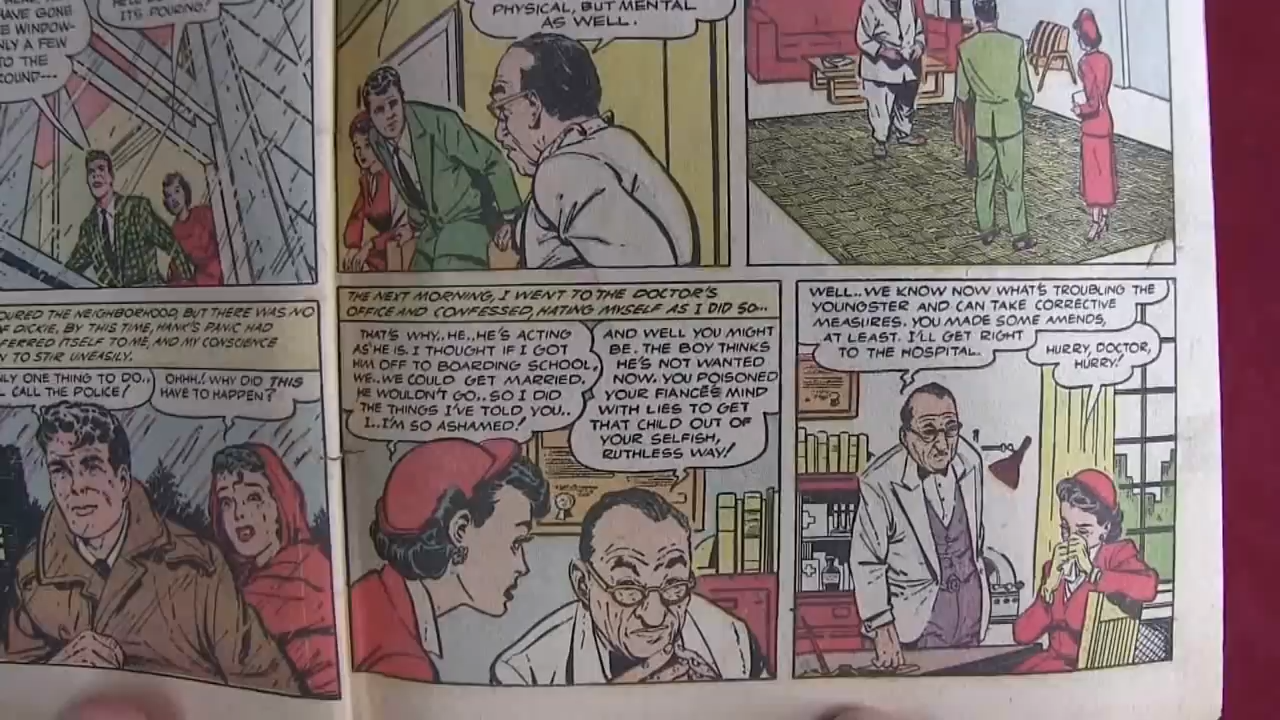 HAVE GONE
WINDOW-
ONLY A FEW
TO THE
ITS POURING!
PHYSICAL, BUT MENTAL
AS WELL.
THE NEIGHBORHOOD, BUT THERE WAS NO
OF DICKIE. BY THIS TIME, HANK'S PANIC HAD
ITSELF TO ME, AND MY CONSCIENCE
TO STIR UNEASILY.
ONLY ONE THING TO DO..
CALL THE POLICE!
OHHH! WHY DID THIS
HAVE TO HAPPEN?
THE NEXT MORNING, I WENT TO THE DOCTOR'S
OFFICE AND CONFESSED, HATING MYSELF AS I DID SO...
THAT'S WHY..HE..HE'S ACTING
AS HE IS. I THOUGHT IF I GOT
HIM OFF TO BOARDING SCHOOL,
WE..WE COULD GET MARRIED.
HE WOULDN'T GO..SO I DID
THE THINGS I'VE TOLD YOU..
I..I'M SO ASHAMED!
AND WELL YOU MIGHT
BE. THE BOY THINKS
HE'S NOT WANTED
NOW. YOU POISONED
YOUR FIANCÉ'S MIND
WITH LIES TO GET
THAT CHILD OUT OF
YOUR SELFISH,
RUTHLESS WAY!
WELL..WE KNOW NOW WHAT'S TROUBLING THE
YOUNGSTER AND CAN TAKE CORRECTIVE
MEASURES. YOU MADE SOME AMENDS,
AT LEAST. I'LL GET RIGHT
TO THE HOSPITAL.
HURRY, DOCTOR,
HURRY!